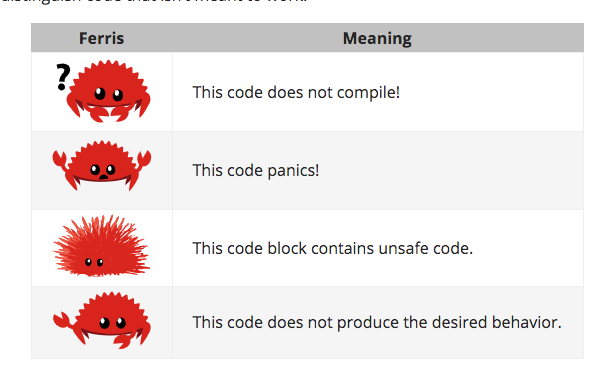 Ferris Meaning
? This code does not compile!
This code panics!
This code block contains unsafe code.
This code does not produce the desired behavior.